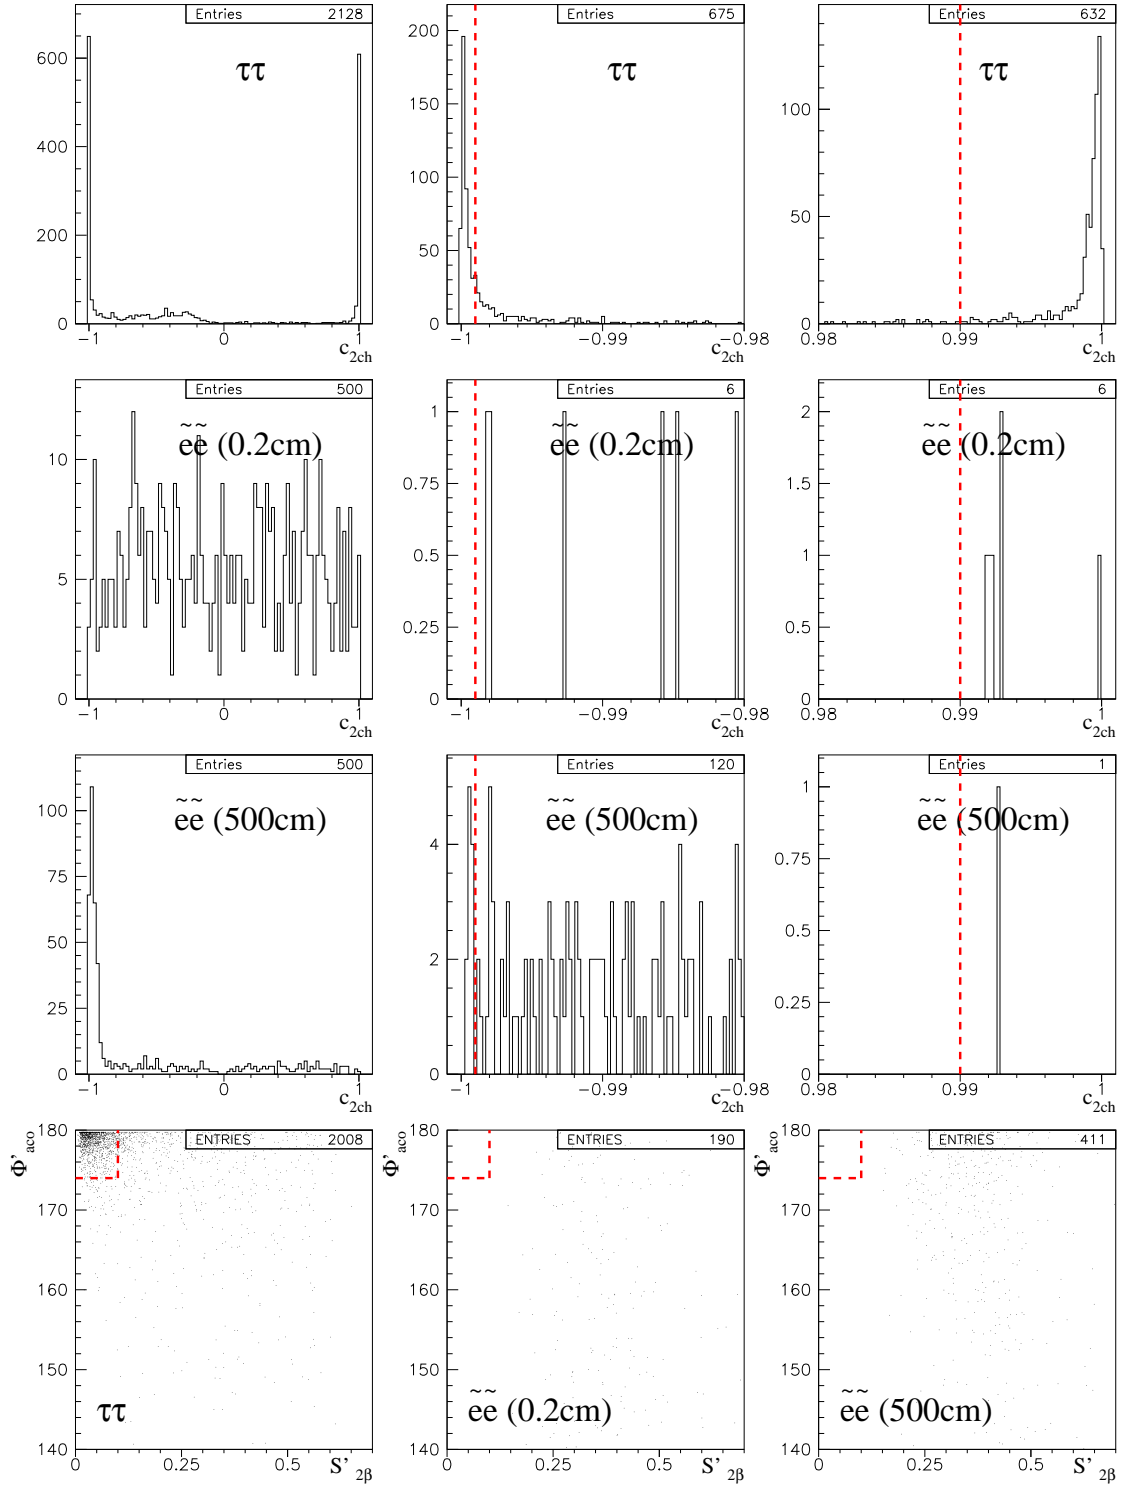 Entries 2128
ττ
600
400
200
0
-1 0 1
c2ch
Entries 675
ττ
200
150
100
50
0
-1 -0.99 -0.98
c2ch
Entries 632
ττ
100
50
0
0.98 0.99 1
c2ch
Entries 500
ẽẽ (0.2cm)
10
5
0
-1 0 1
c2ch
Entries 6
ẽẽ (0.2cm)
1
0.75
0.5
0.25
0
-1 -0.99 -0.98
c2ch
Entries 6
ẽẽ (0.2cm)
2
1.5
1
0.5
0
0.98 0.99 1
c2ch
Entries 500
ẽẽ (500cm)
100
75
50
25
0
-1 0 1
c2ch
Entries 120
ẽẽ (500cm)
4
2
0
-1 -0.99 -0.98
c2ch
Entries 1
ẽẽ (500cm)
1
0.75
0.5
0.25
0
0.98 0.99 1
c2ch
Φ'aco
ENTRIES 2008
180
170
160
150
140
ττ
0 0.25 0.5
S'2β
Φ'aco
ENTRIES 190
180
170
160
150
140
ẽẽ (0.2cm)
0 0.25 0.5
S'2β
Φ'aco
ENTRIES 411
180
170
160
150
140
ẽẽ (500cm)
0 0.25 0.5
S'2β